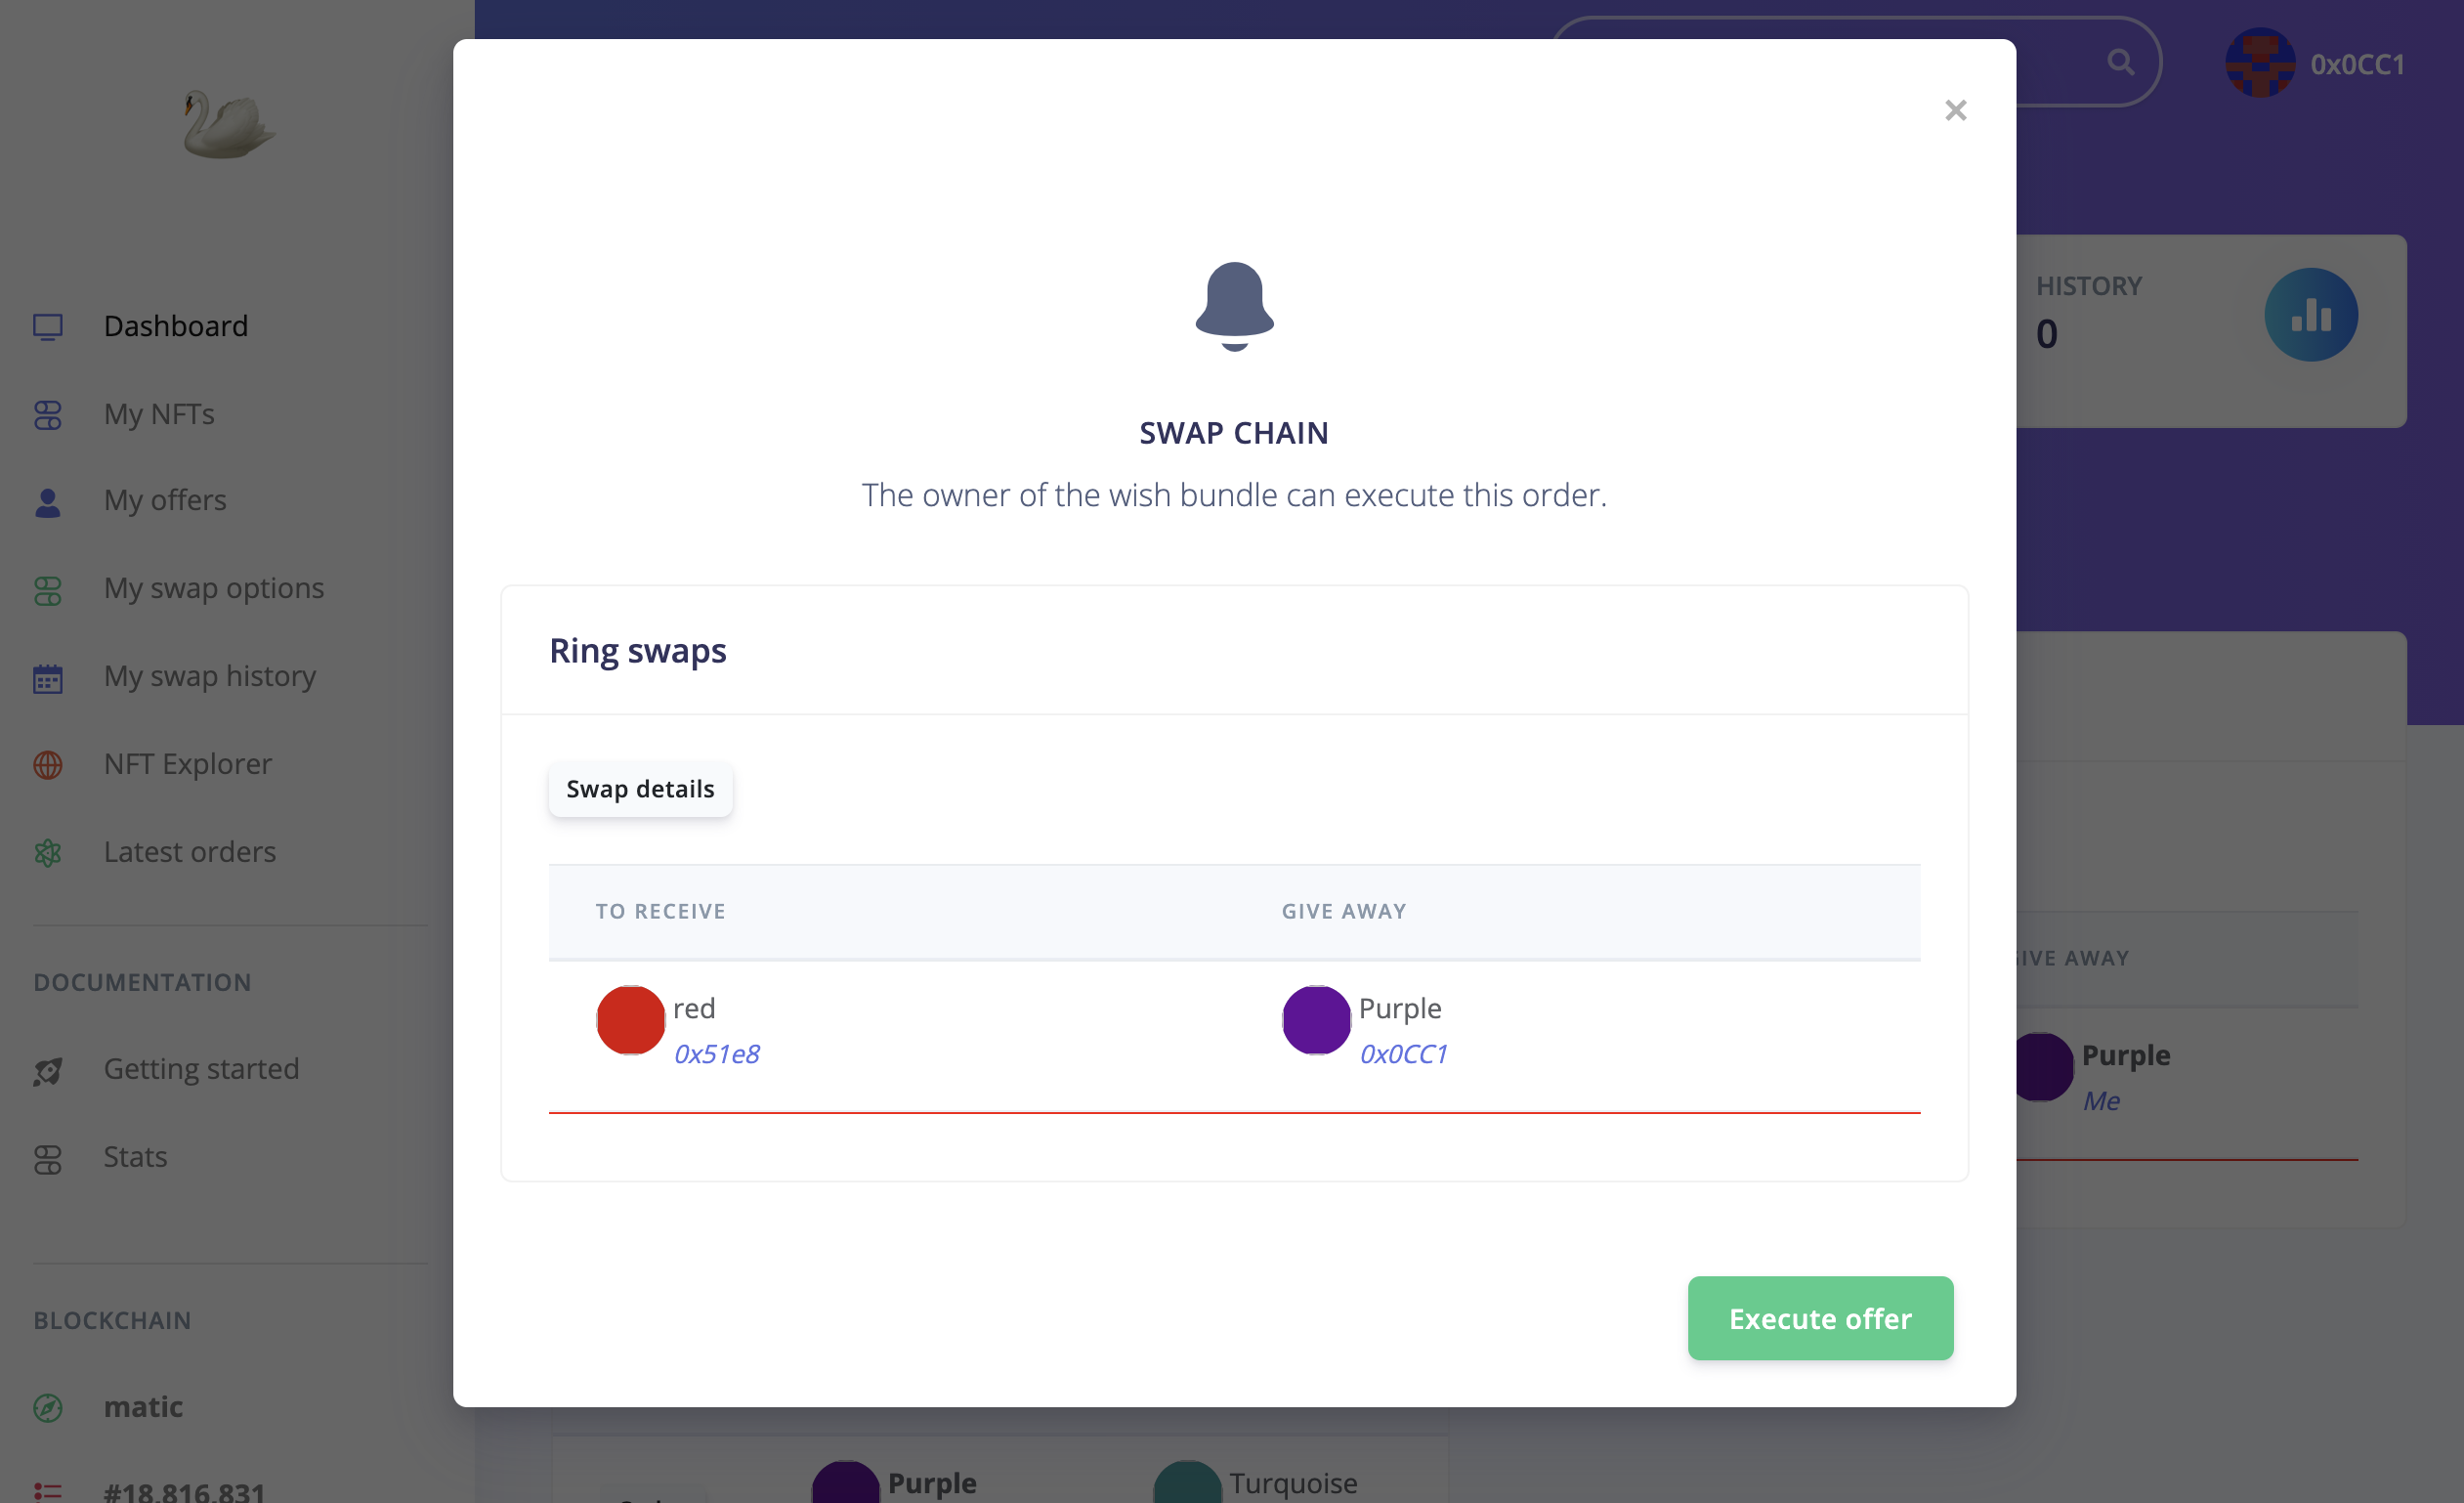 0x0CC1
Dashboard
My NFTs
My offers
My swap options
My swap history
NFT Explorer
Latest orders
DOCUMENTATION
Getting started
Stats
BLOCKCHAIN
matic
#18,816,831
×
SWAP CHAIN
The owner of the wish bundle can execute this order.
Ring swaps
Swap details
TO RECEIVE GIVE AWAY
red Purple
0x51e8 0x0CC1
Execute offer
HISTORY
0
IVE AWAY
Purple
Me
Purple Turquoise